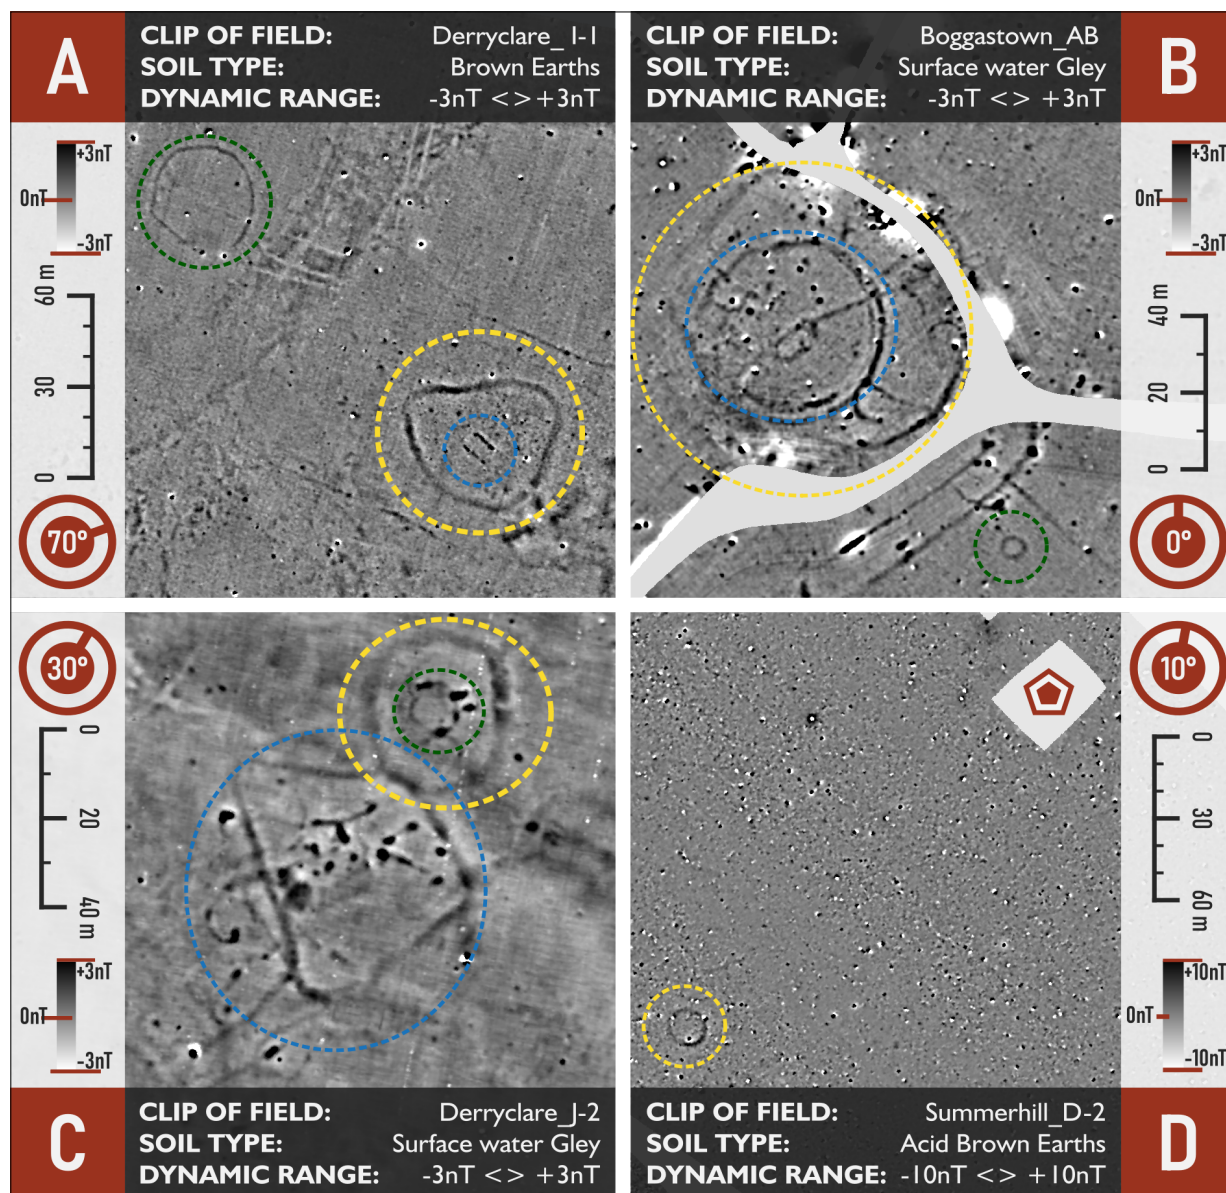 A
CLIP OF FIELD: Derryclare_ I-1
SOIL TYPE: Brown Earths
DYNAMIC RANGE: -3nT <> +3nT
+3nT
0nT
-3nT
60 m
30
0
70°
CLIP OF FIELD: Boggastown_AB
SOIL TYPE: Surface water Gley
DYNAMIC RANGE: -3nT <> +3nT
B
+3nT
0nT
-3nT
40 m
20
0
0°
30°
0
20
40 m
+3nT
0nT
-3nT
C
CLIP OF FIELD: Derryclare_J-2
SOIL TYPE: Surface water Gley
DYNAMIC RANGE: -3nT <> +3nT
10°
0
30
60 m
+10nT
0nT
-10nT
CLIP OF FIELD: Summerhill_D-2
SOIL TYPE: Acid Brown Earths
DYNAMIC RANGE: -10nT <> +10nT
D